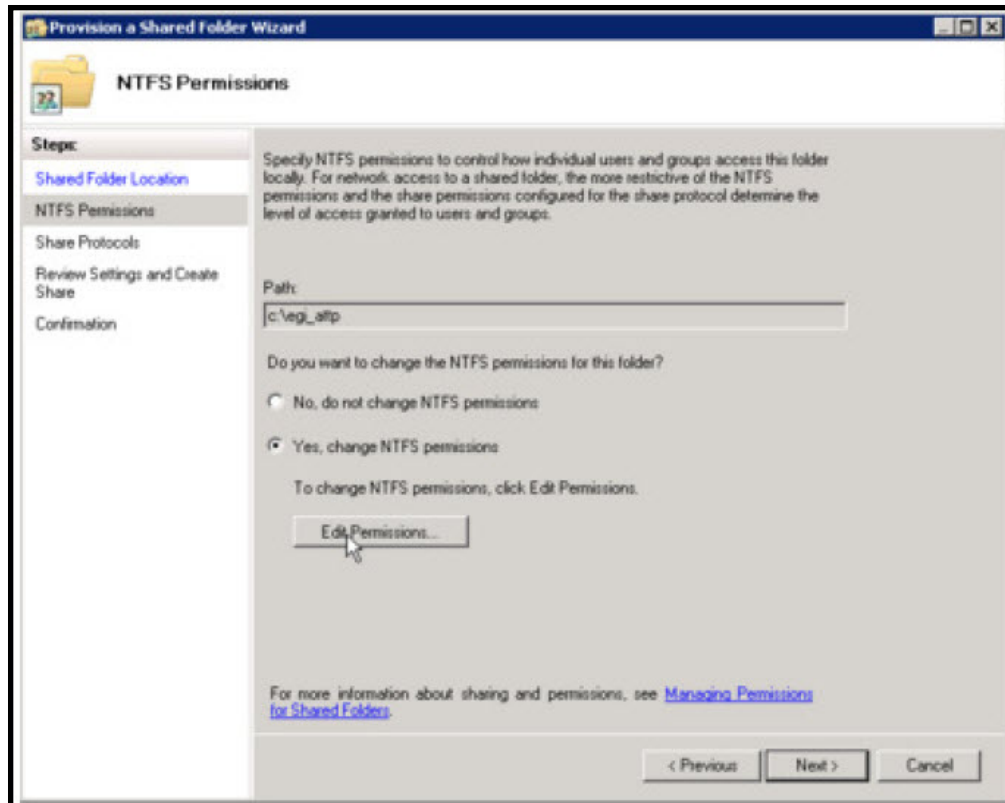 Provision a Shared Folder Wizard
NTFS Permissions
Steps:
Shared Folder Location
NTFS Permissions
Share Protocols
Review Settings and Create
Share
Confirmation
Specify NTFS permissions to control how individual users and groups access this folder
locally. For network access to a shared folder, the more restrictive of the NTFS
permissions and the share permissions configured for the share protocol determine the
level of access granted to users and groups.
Path:
c:\egi_attp
Do you want to change the NTFS permissions for this folder?
No, do not change NTFS permissions
Yes, change NTFS permissions
To change NTFS permissions, click Edit Permissions.
Edit Permissions...
For more information about sharing and permissions, see Managing Permissions
for Shared Folders.
< Previous
Next >
Cancel